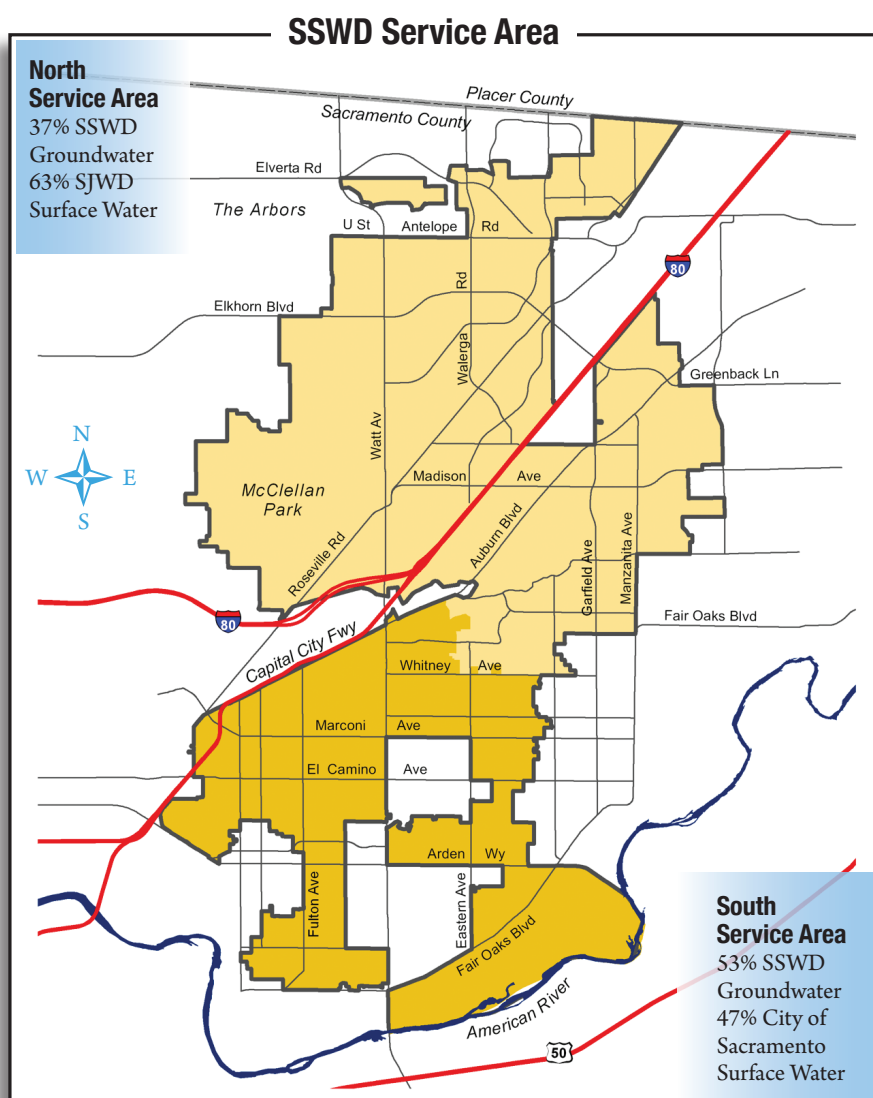 SSWD Service Area
North
Service Area
37% SSWD
Groundwater
63% SJWD
Surface Water
Placer County
Sacramento County
Elverta Rd
The Arbors
U St
Antelope
Rd
80
Rd
Elkhorn Blvd
Walerga
Greenback Ln
Watt Av
N
W
E
S
Madison
Ave
McClellan
Park
Auburn Blvd
Roseville Rd
Garfield Ave
Manzanita Ave
80
Fair Oaks Blvd
Capital City Fwy
Whitney
Ave
Marconi
Ave
El Camino
Ave
Arden
Wy
Fulton Ave
Eastern Ave
Fair Oaks Blvd
American River
50
South
Service Area
53% SSWD
Groundwater
47% City of
Sacramento
Surface Water